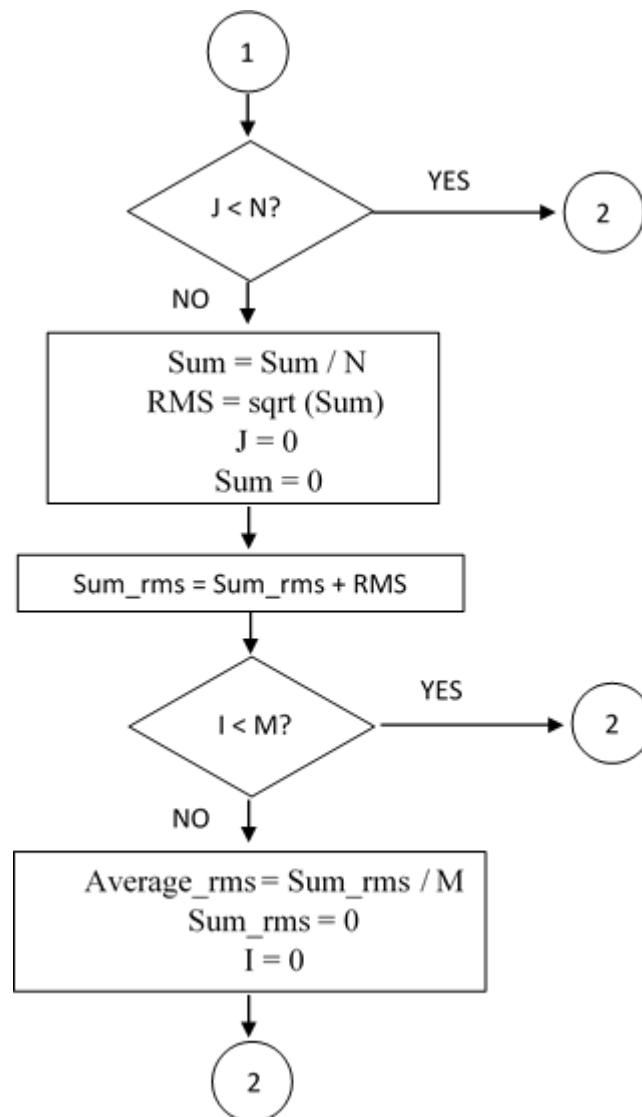 1
J < N?
YES
2
NO
Sum = Sum / N
RMS = sqrt (Sum)
J = 0
Sum = 0
Sum_rms = Sum_rms + RMS
I < M?
YES
2
NO
Average_rms = Sum_rms / M
Sum_rms = 0
I = 0
2